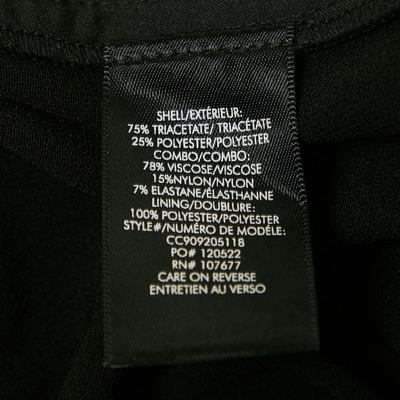 SHELL/EXTÉRIEUR:
75% TRIACETATE/ TRIACÉTATE
25% POLYESTER/POLYESTER
COMBO/COMBO:
78% VISCOSE/VISCOSE
15%NYLON/NYLON
7% ELASTANE/ÉLASTHANNE
LINING/DOUBLURE:
100% POLYESTER/POLYESTER
STYLE#/NUMÉRO DE MODÈLE:
CC909205118
PO# 120522
RN# 107677
CARE ON REVERSE
ENTRETIEN AU VERSO